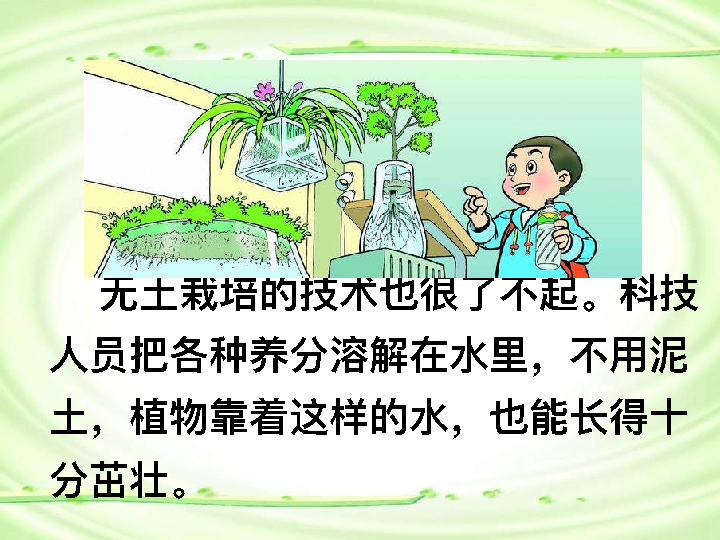 无土栽培的技术也很了不起。科技
人员把各种养分溶解在水里，不用泥
土，植物靠着这样的水，也能长得十
分茁壮。